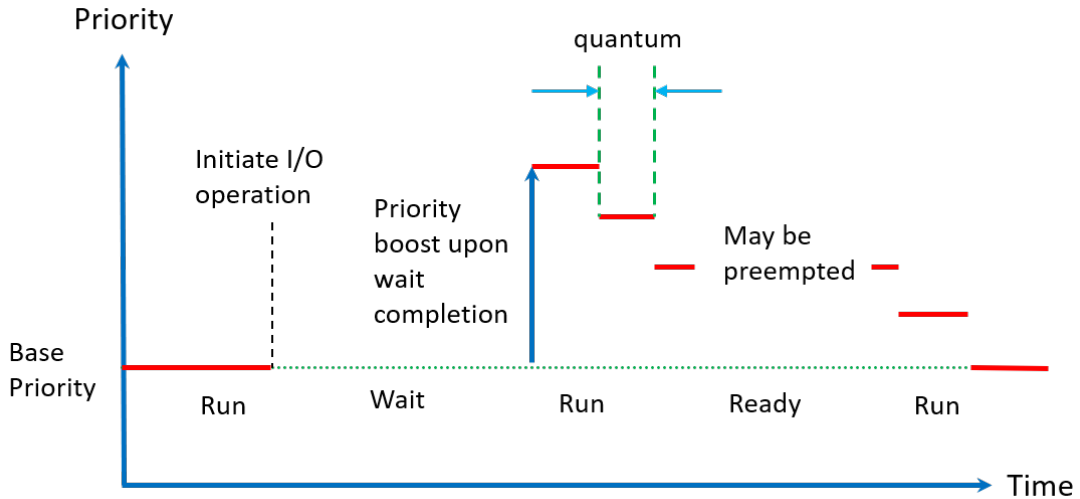 Priority
quantum
Initiate I/O
operation
Priority
boost upon
wait
completion
May be
preempted
Base
Priority
Run
Wait
Run
Ready
Run
Time